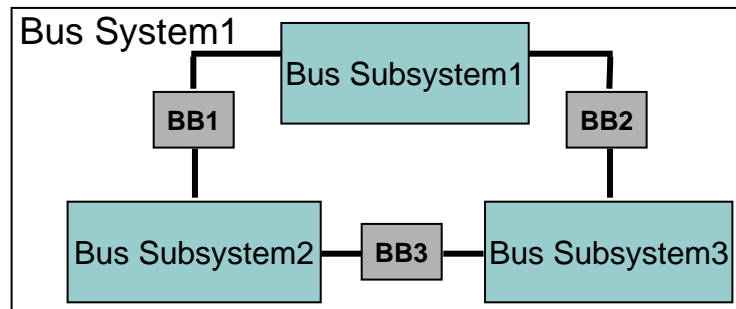 Bus System1
Bus Subsystem1
BB1
BB2
Bus Subsystem2
BB3
Bus Subsystem3